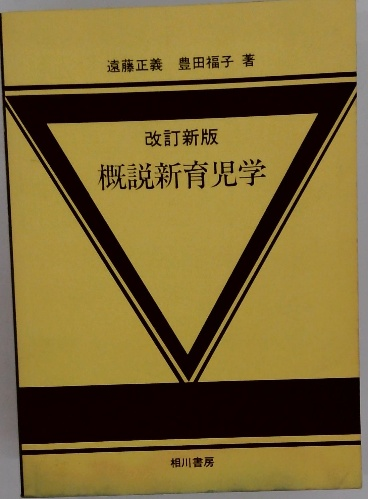 遠藤正義 豊田福子 著
改訂新版
概説新育児学
相川書房